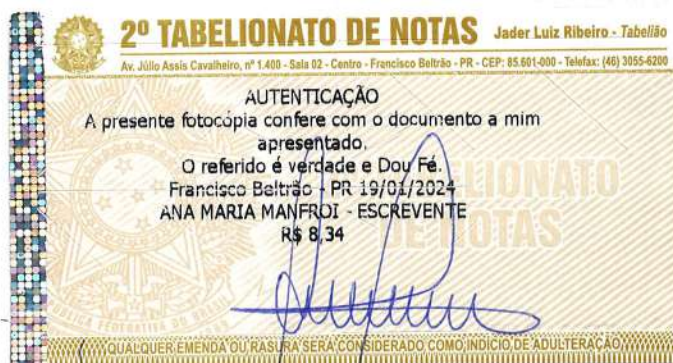 2º TABELIONATO DE NOTAS Jader Luiz Ribeiro - Tabelião
Av. Júlio Assis Cavalheiro, nº 1.400 - Sala 02 - Centro - Francisco Beltrão - PR - CEP: 85.601-000 - Telefax: (46) 3055-6200
AUTENTICAÇÃO
A presente fotocópia confere com o documento a mim
apresentado.
O referido é verdade e Dou Fé.
Francisco Beltrão - PR 19/01/2024
ANA MARIA MANFROI - ESCREVENTE
R$ 8,34
TABELIONATO
DE NOTAS
QUALQUER EMENDA OU RASURA SERÁ CONSIDERADO COMO INDÍCIO DE ADULTERAÇÃO